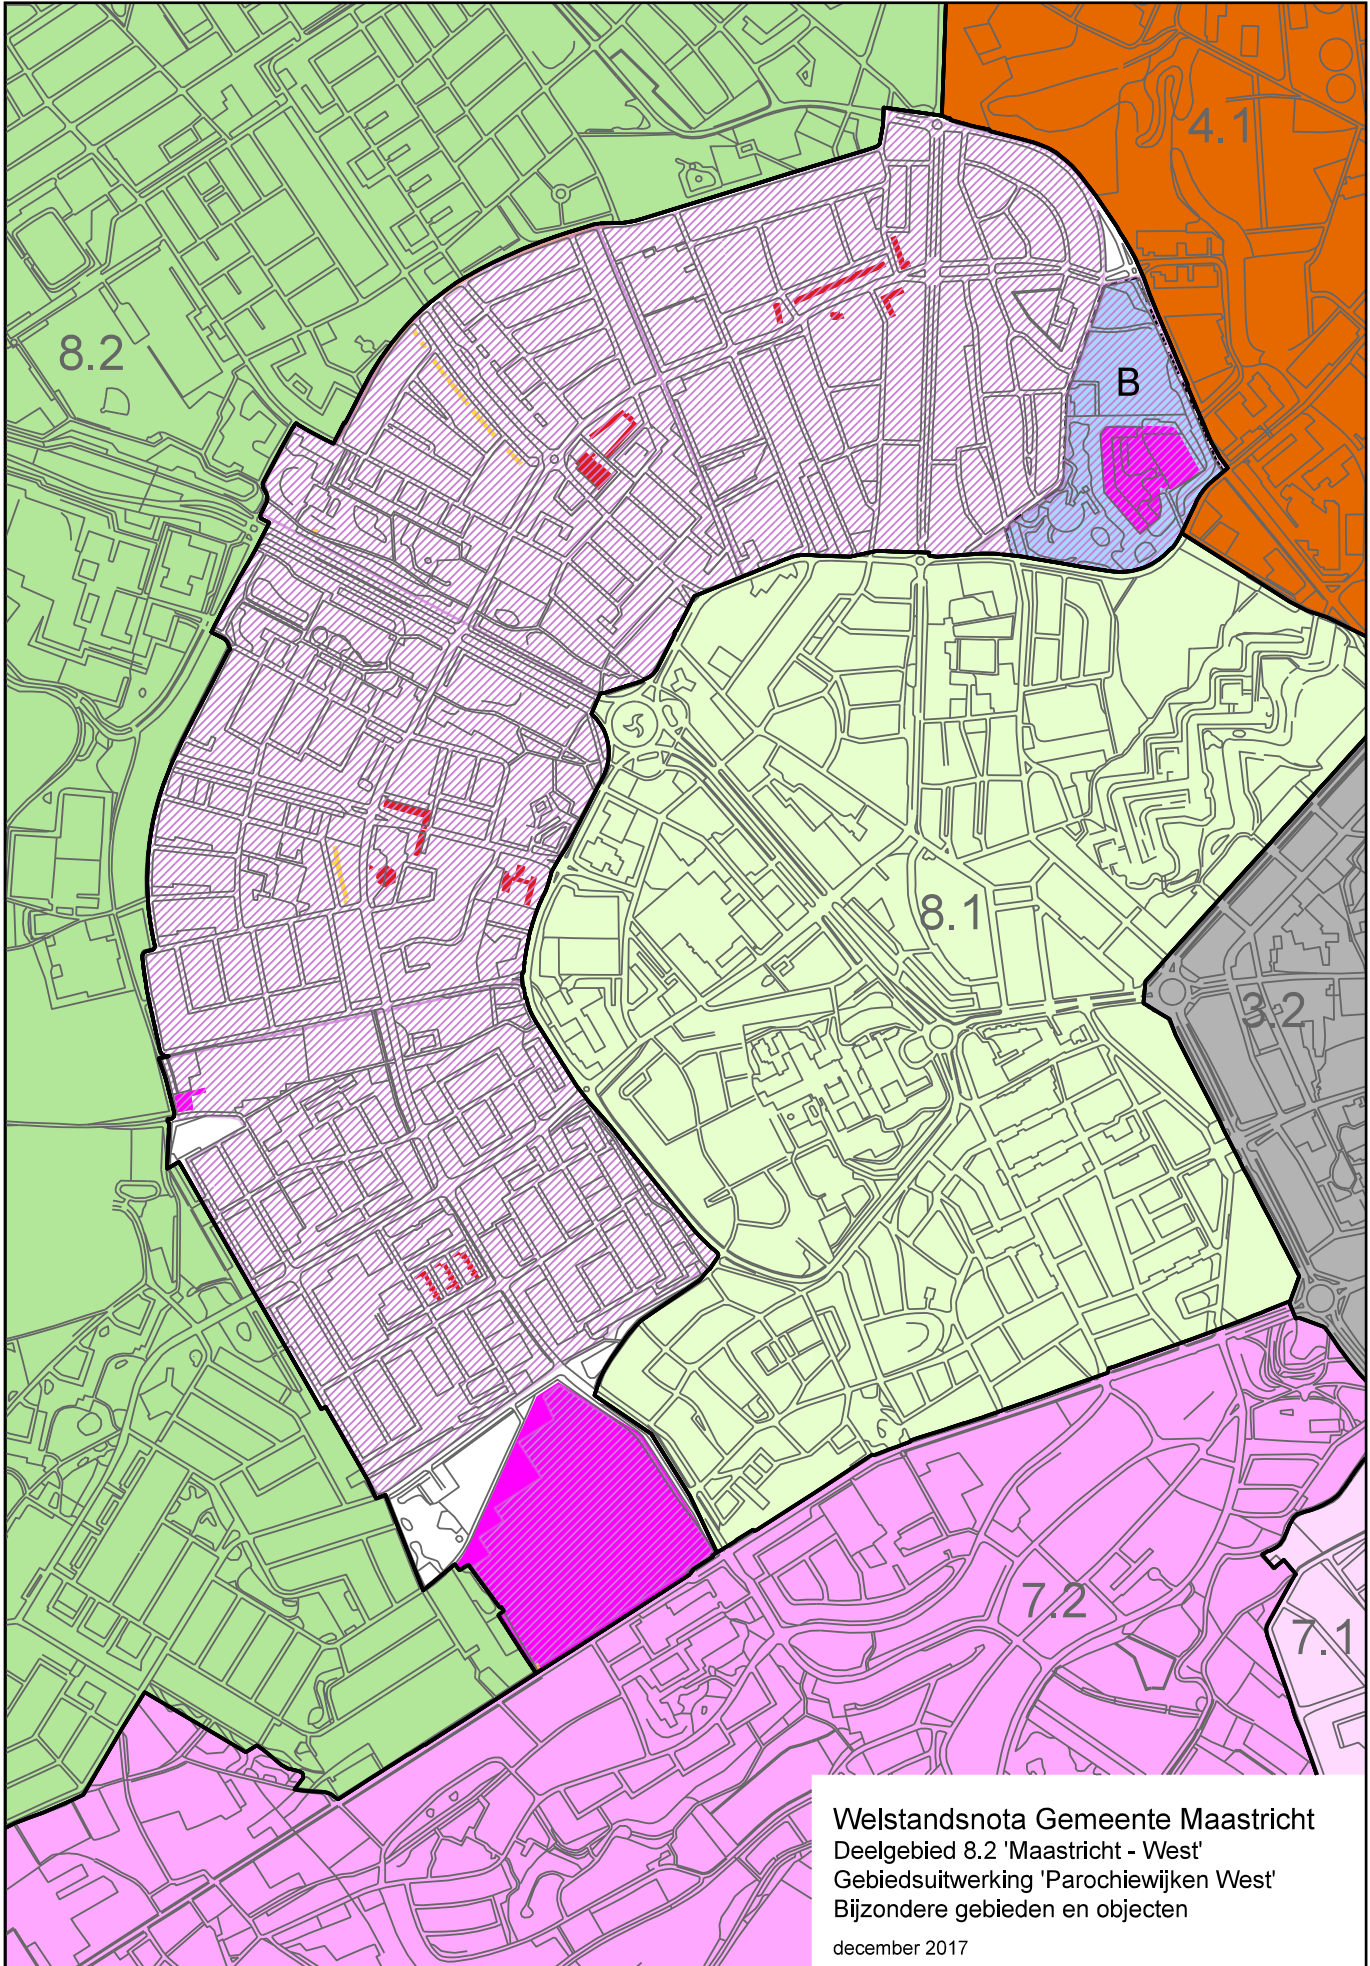 4.1
8.2
B
8.1
3.2
7.2
7.1
Welstandsnota Gemeente Maastricht
Deelgebied 8.2 'Maastricht - West'
Gebiedsuitwerking 'Parochiewijken West'
Bijzondere gebieden en objecten
december 2017